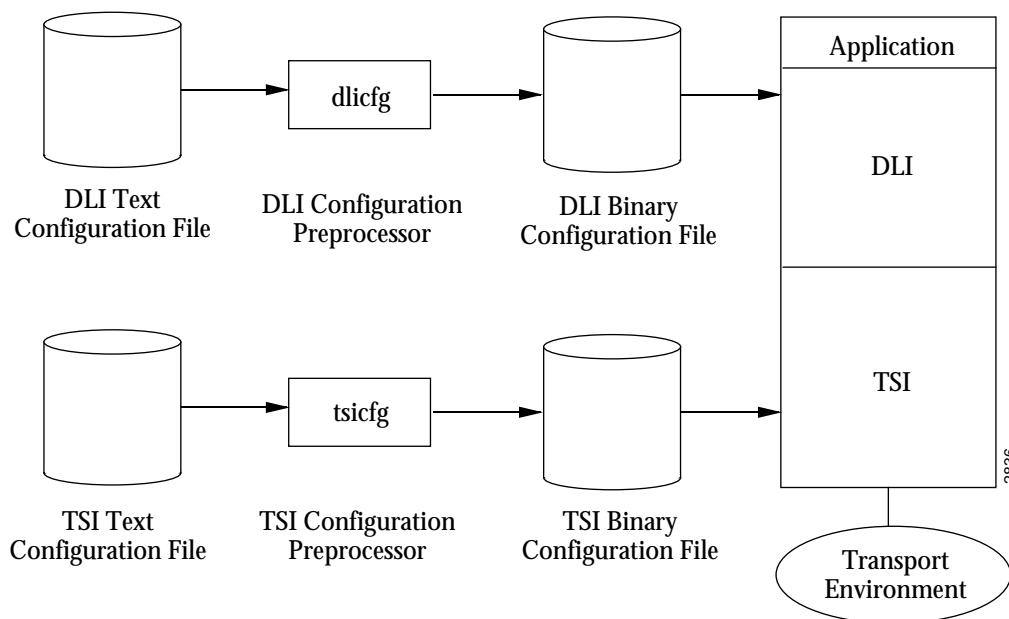 Application
dlicfg
DLI
DLI Text
Configuration File
DLI Configuration
Preprocessor
DLI Binary
Configuration File
tsicfg
TSI
TSI Text
Configuration File
TSI Configuration
Preprocessor
TSI Binary
Configuration File
Transport
Environment